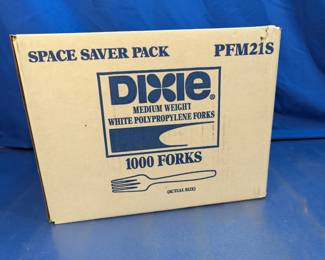 SPACE SAVER PACK PFM21S
DIXIE®
MEDIUM WEIGHT
WHITE POLYPROPYLENE FORKS
1000 FORKS
(ACTUAL SIZE)